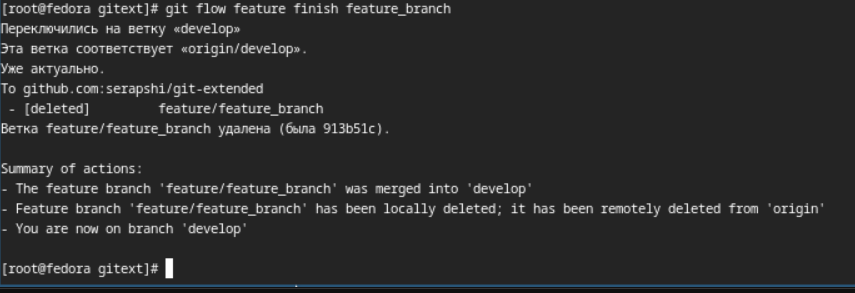 [root@fedora gitext]# git flow feature finish feature_branch
Переключились на ветку «develop»
Эта ветка соответствует «origin/develop».
Уже актуально.
To github.com:serapshi/git-extended
 - [deleted]         feature/feature_branch
Ветка feature/feature_branch удалена (была 913b51c).

Summary of actions:
- The feature branch 'feature/feature_branch' was merged into 'develop'
- Feature branch 'feature/feature_branch' has been locally deleted; it has been remotely deleted from 'origin'
- You are now on branch 'develop'

[root@fedora gitext]#